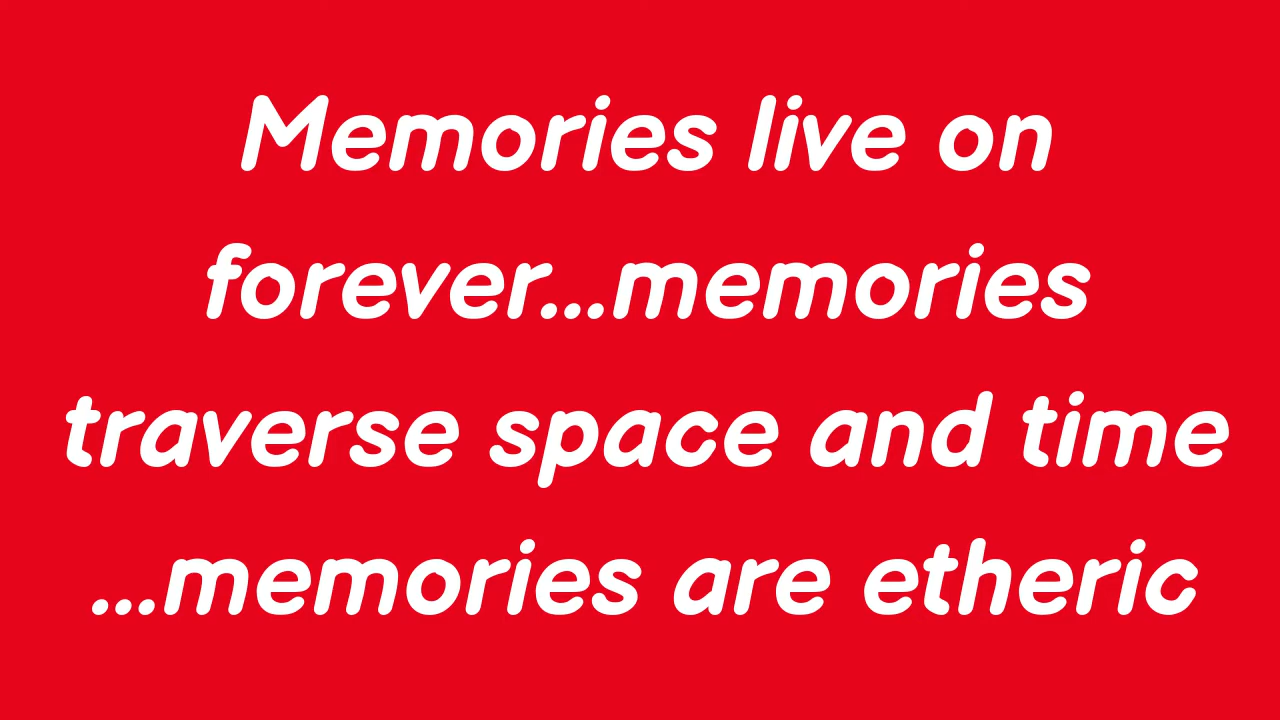 Memories live on
forever...memories
traverse space and time
...memories are etheric